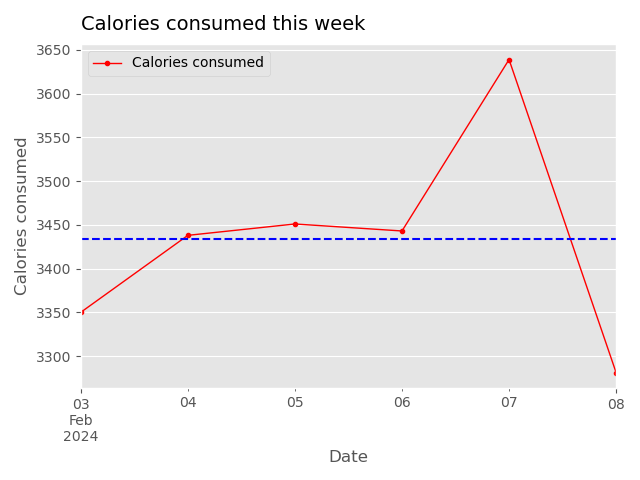 Calories consumed this week
3650
Calories consumed
3600
3550
3500
3450
3400
3350
3300
Calories consumed
03 04 05 06 07 08
Feb
2024
Date